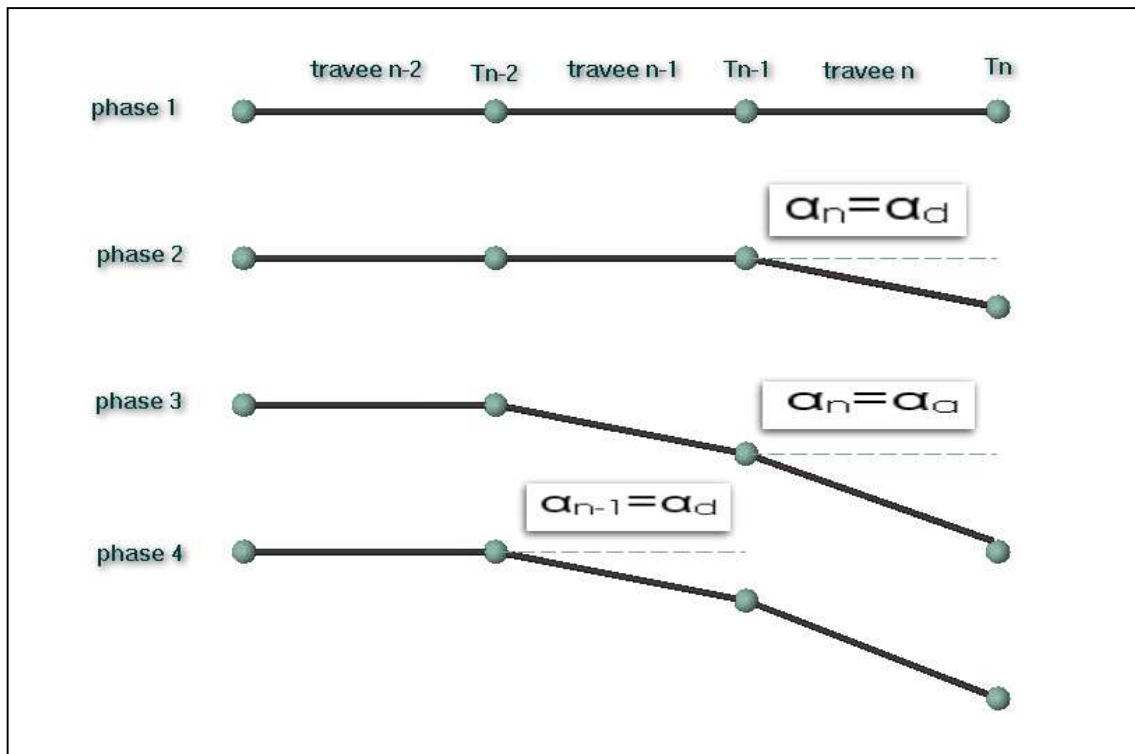 travee n-2 Tn-2 travee n-1 Tn-1 travee n Tn
phase 1
αn=αd
phase 2
phase 3
αn=αa
αn-1=αd
phase 4